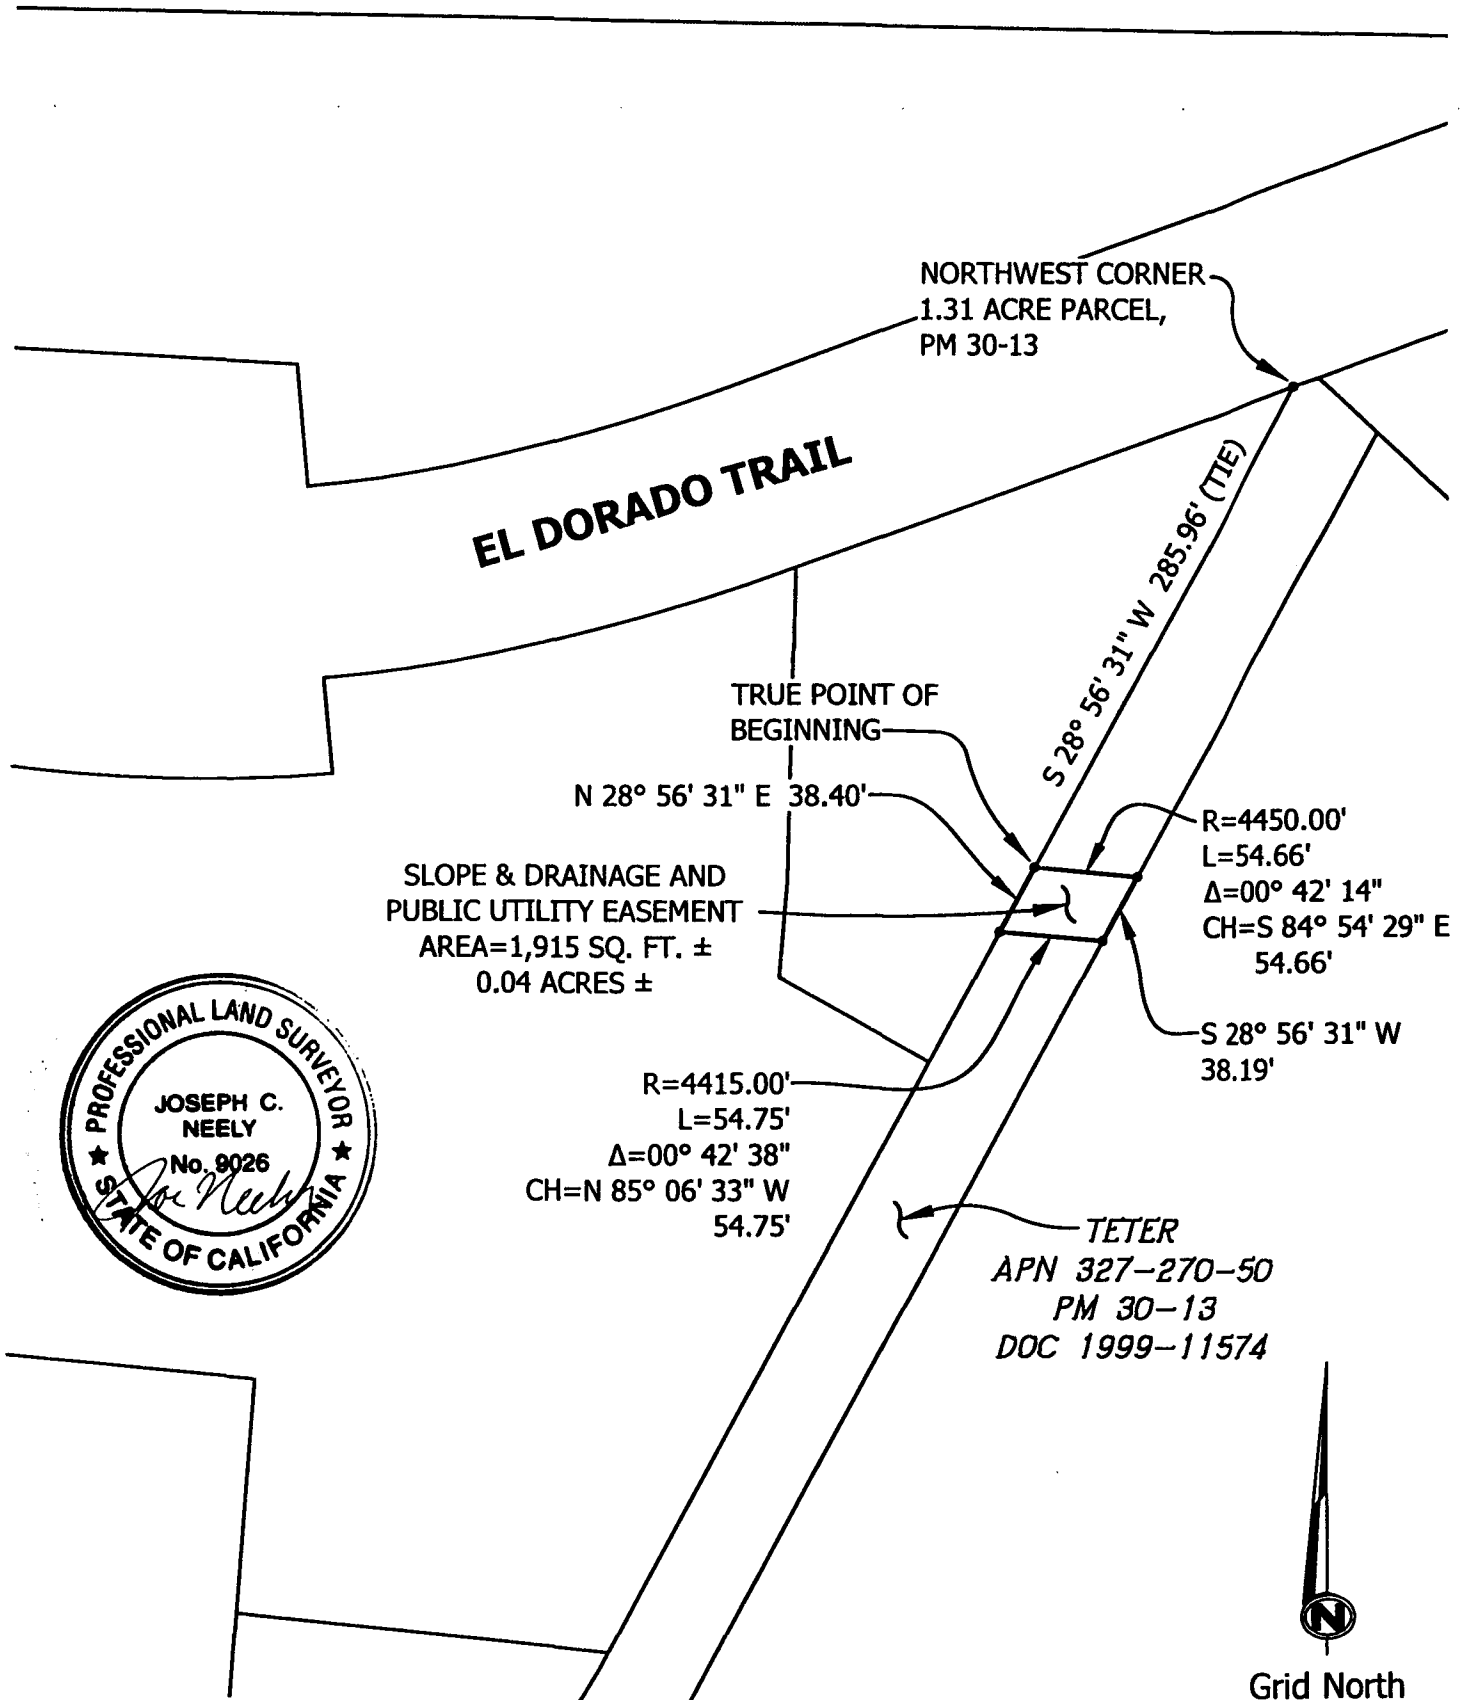 NORTHWEST CORNER
1.31 ACRE PARCEL,
PM 30-13
EL DORADO TRAIL
S 28° 56' 31" W 285.96' (TIE)
TRUE POINT OF
BEGINNING
N 28° 56' 31" E 38.40'
R=4450.00'
L=54.66'
Δ=00° 42' 14"
CH=S 84° 54' 29" E
54.66'
SLOPE & DRAINAGE AND
PUBLIC UTILITY EASEMENT
AREA=1,915 SQ. FT. ±
0.04 ACRES ±
S 28° 56' 31" W
38.19'
R=4415.00'
L=54.75'
Δ=00° 42' 38"
CH=N 85° 06' 33" W
54.75'
PROFESSIONAL LAND SURVEYOR
JOSEPH C.
NEELY
No. 9026
Joe Neely
STATE OF CALIFORNIA
TETER
APN 327-270-50
PM 30-13
DOC 1999-11574
N
Grid North